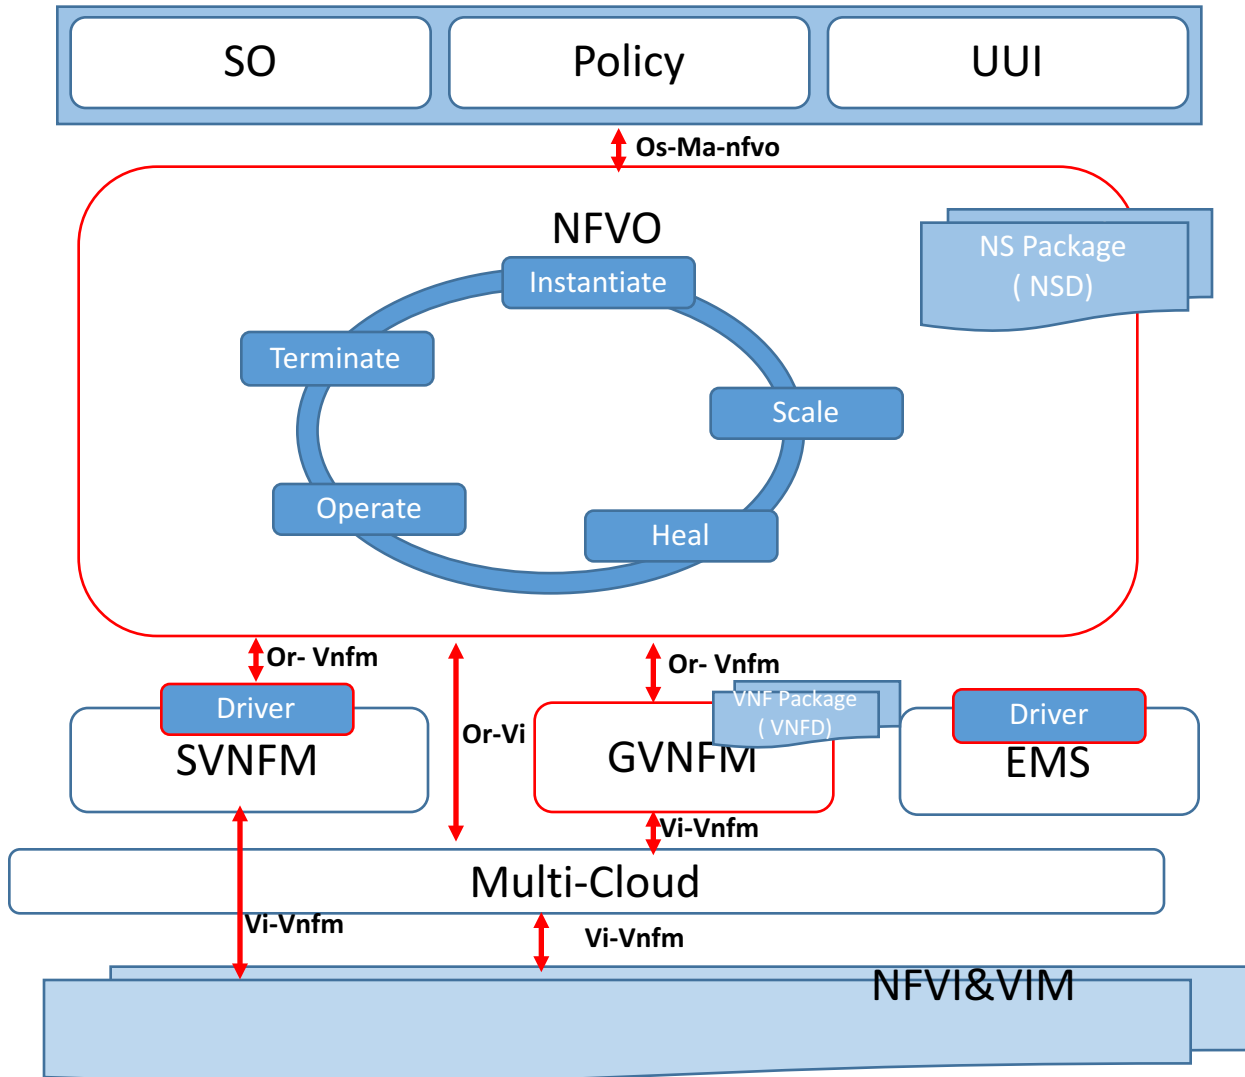 SO
Policy
UUI
Os-Ma-nfvo
NFVO
NS Package
( NSD)
Instantiate
Terminate
Scale
Operate
Heal
Or- Vnfm
Or- Vnfm
Or-Vi
Driver
SVNFM
VNF Package
( VNFD)
GVNFM
Driver
EMS
Vi-Vnfm
Multi-Cloud
Vi-Vnfm
Vi-Vnfm
NFVI&VIM